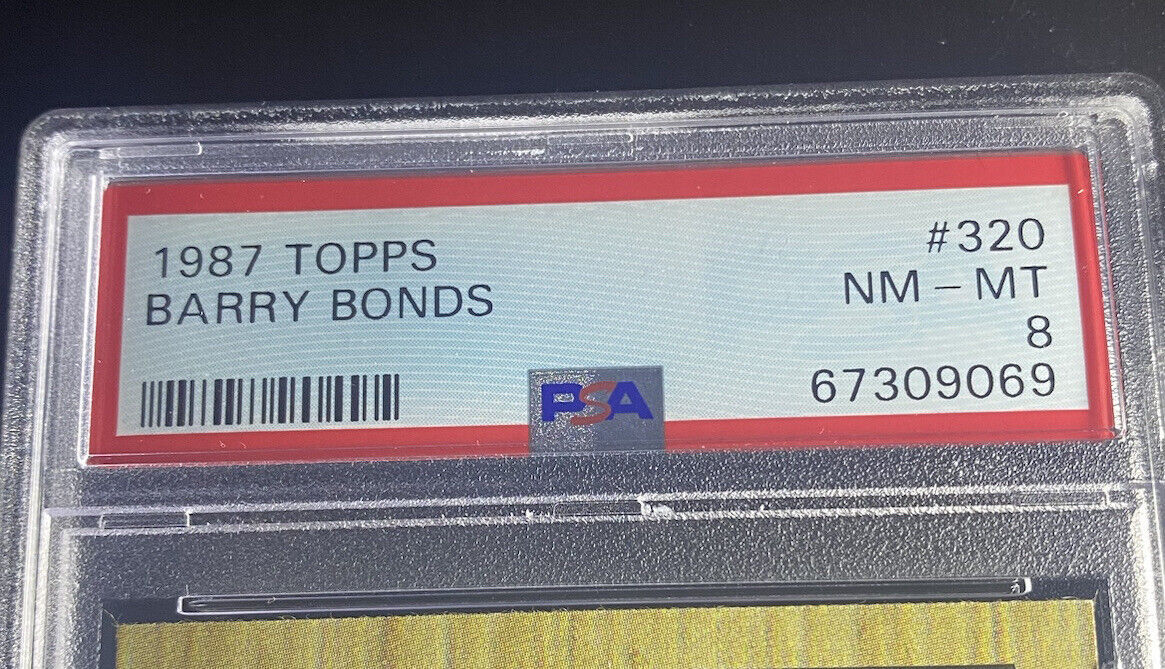 1987 TOPPS
BARRY BONDS
#320
NM - MT
8
67309069
PSA